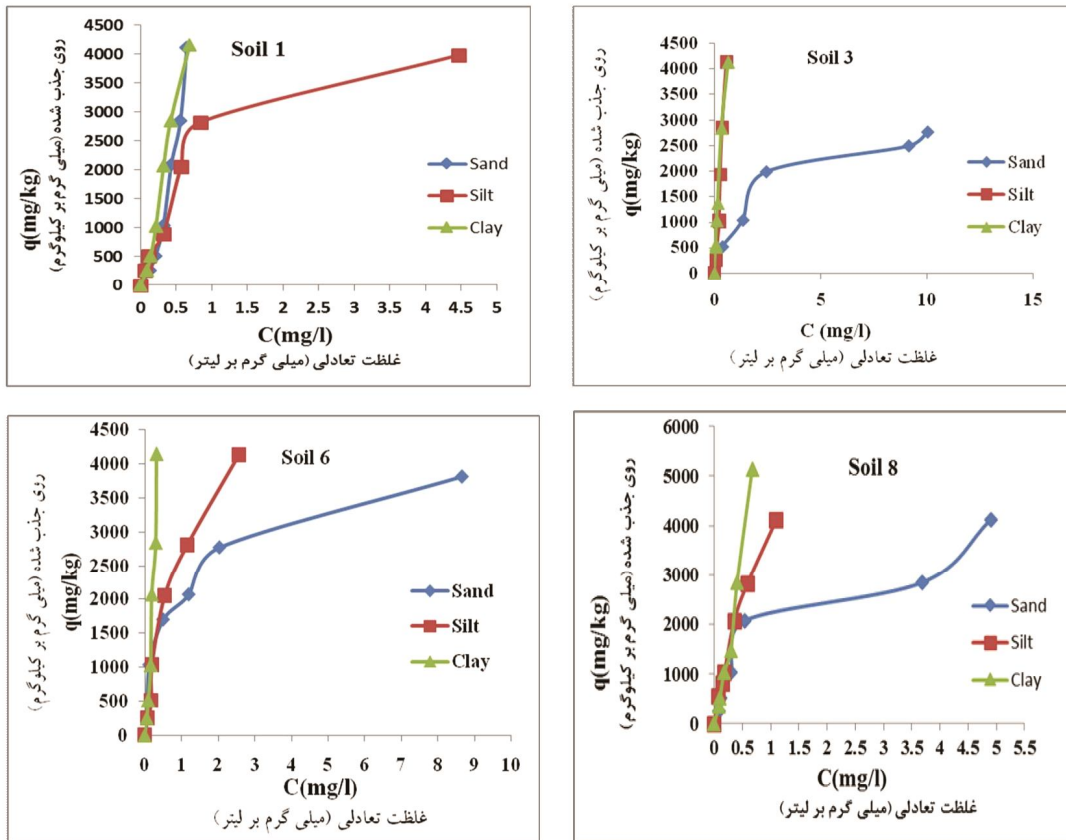 Soil 1
4500
4000
3500
3000
2500
2000
1500
1000
500
0
q(mg/kg)
روی جذب شده (میلی گرم بر کیلوگرم)
Sand
Silt
Clay
0 0.5 1 1.5 2 2.5 3 3.5 4 4.5 5
C(mg/l)
غلظت تعادلی (میلی گرم بر لیتر)
Soil 3
4500
4000
3500
3000
2500
2000
1500
1000
500
0
q(mg/kg)
روی جذب شده (میلی گرم بر کیلوگرم)
Sand
Silt
Clay
0 5 10 15
C (mg/l)
غلظت تعادلی (میلی گرم بر لیتر)
Soil 6
4500
4000
3500
3000
2500
2000
1500
1000
500
0
q(mg/kg)
روی جذب شده (میلی گرم بر کیلوگرم)
Sand
Silt
Clay
0 1 2 3 4 5 6 7 8 9 10
C(mg/l)
غلظت تعادلی (میلی گرم بر لیتر)
Soil 8
6000
5000
4000
3000
2000
1000
0
q(mg/kg)
روی جذب شده (میلی گرم بر کیلوگرم)
Sand
Silt
Clay
0 0.5 1 1.5 2 2.5 3 3.5 4 4.5 5 5.5
C(mg/l)
غلظت تعادلی (میلی گرم بر لیتر)